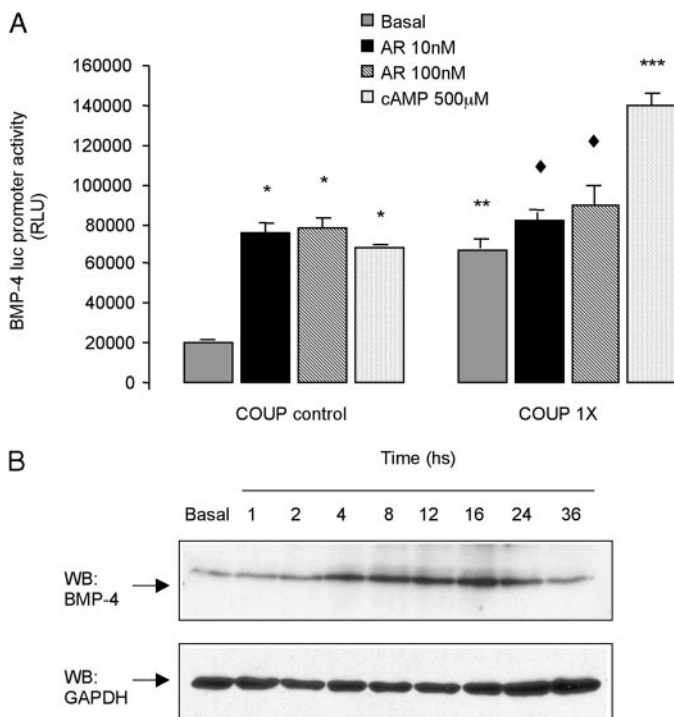 A
Basal
AR 10nM
AR 100nM
cAMP 500µM
BMP-4 luc promoter activity
(RLU)
160000
140000
120000
100000
80000
60000
40000
20000
0
*
*
*
**
♦
♦
***
COUP control
COUP 1X
B
Time (hs)
Basal 1 2 4 8 12 16 24 36
WB:
BMP-4
WB:
GAPDH